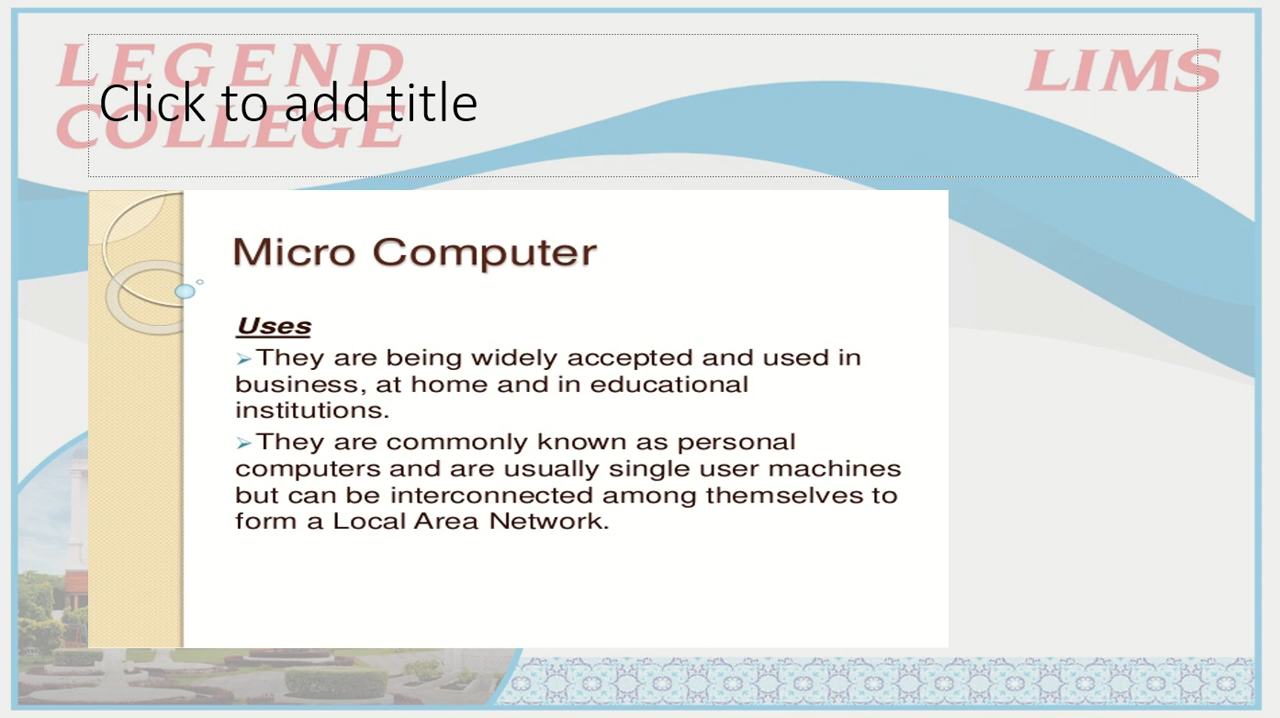 LEGEND
COLLEGE
LIMS
Click to add title
Micro Computer
Uses
➢They are being widely accepted and used in
business, at home and in educational
institutions.
➢They are commonly known as personal
computers and are usually single user machines
but can be interconnected among themselves to
form a Local Area Network.